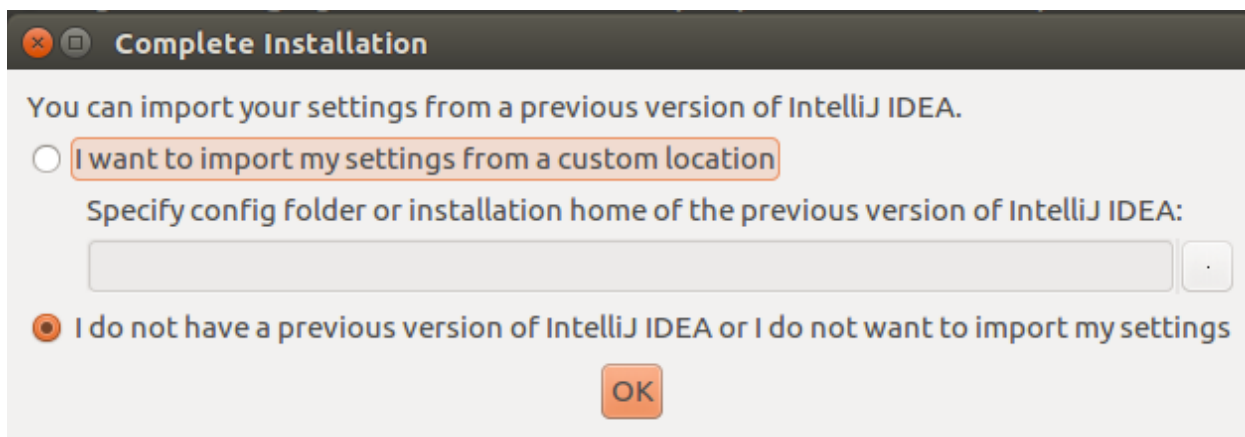 Complete Installation
You can import your settings from a previous version of IntelliJ IDEA.
I want to import my settings from a custom location
Specify config folder or installation home of the previous version of IntelliJ IDEA:
.
I do not have a previous version of IntelliJ IDEA or I do not want to import my settings
OK